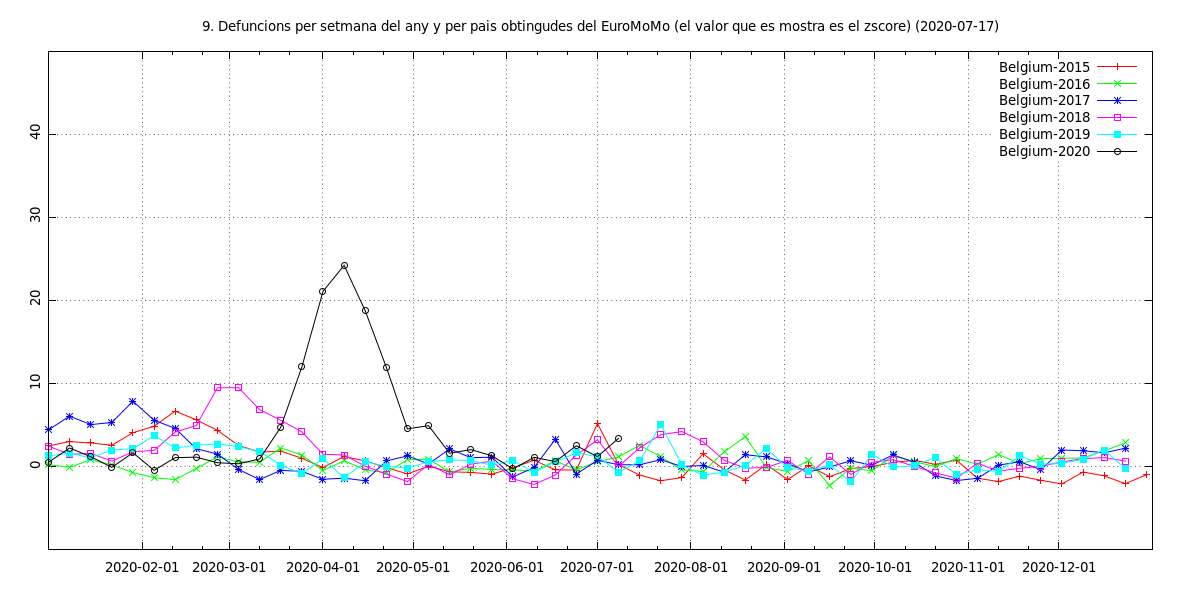 9. Defuncions per setmana del any y per pais obtingudes del EuroMoMo (el valor que es mostra es el zscore) (2020-07-17)
Belgium-2015
Belgium-2016
Belgium-2017
Belgium-2018
Belgium-2019
Belgium-2020
40
30
20
10
0
2020-02-01 2020-03-01 2020-04-01 2020-05-01 2020-06-01 2020-07-01 2020-08-01 2020-09-01 2020-10-01 2020-11-01 2020-12-01